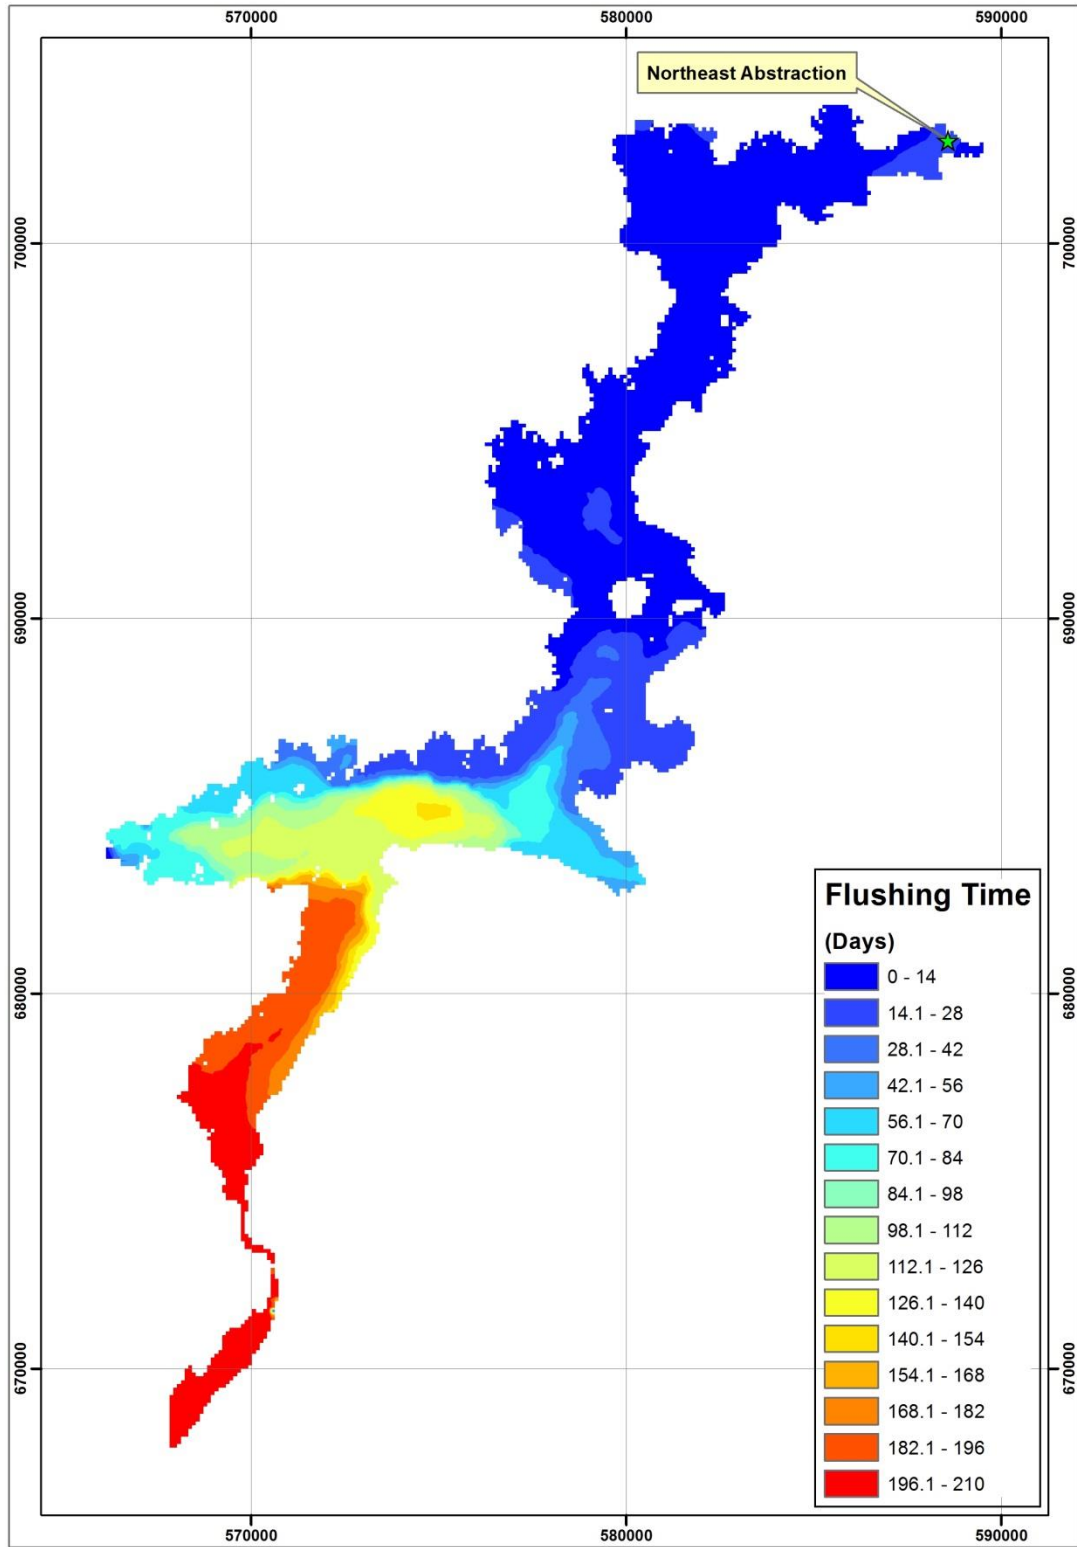 570000 580000 590000
Northeast Abstraction
700000 700000
690000 690000
Flushing Time
(Days)
0 - 14
680000 14.1 - 28 680000
28.1 - 42
42.1 - 56
56.1 - 70
70.1 - 84
84.1 - 98
98.1 - 112
112.1 - 126
126.1 - 140
140.1 - 154
670000 154.1 - 168 670000
168.1 - 182
182.1 - 196
196.1 - 210
570000 580000 590000